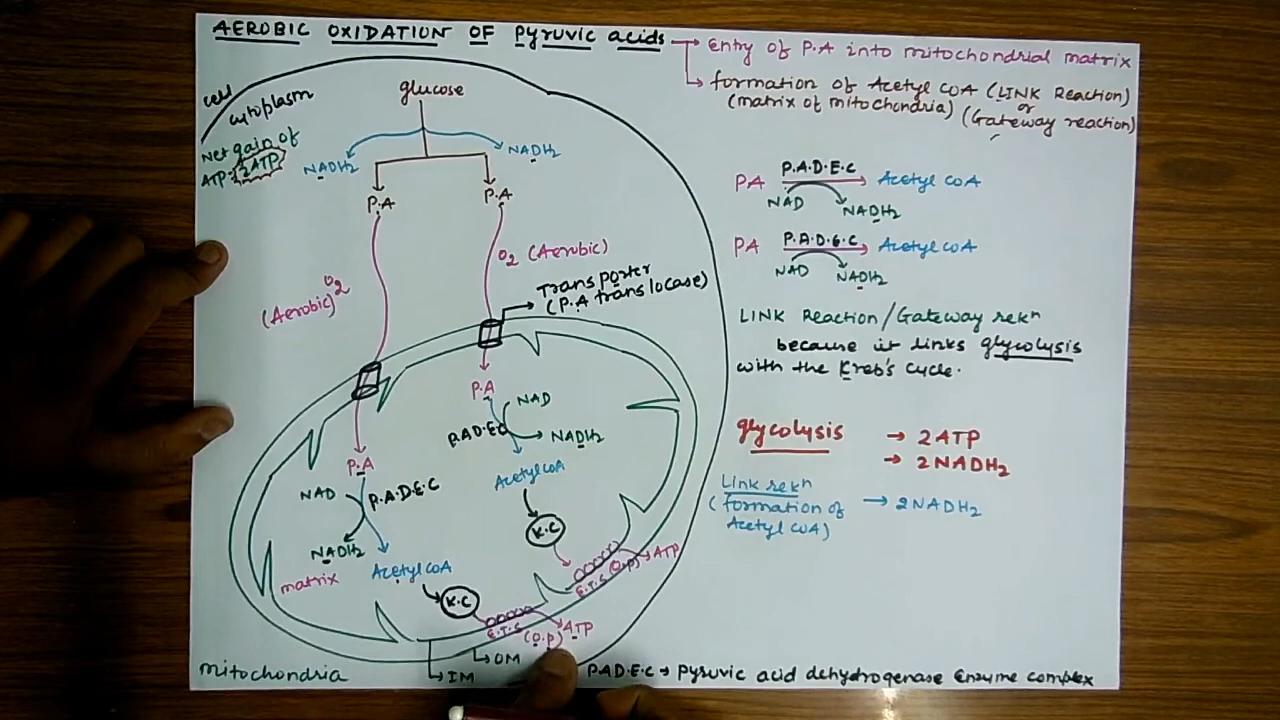 AEROBIC OXIDATION OF Pyruvic acids
→ Entry of P.A into mitochondrial matrix
→ formation of Acetyl COA (LINK Reaction)
or
(matrix of mitochondria) (Gateway reaction)
cell
cytoplasm
Net gain of
ATP-2ATP
glucose
NADH2
NADH2
P.A
P.A
O2 (Aerobic)
(Aerobic) O2
Transporter
(P.A translocase)
P.A
NAD
P.A.D.E.C
NADH2
Acetyl COA
K.C
E.T.S (O.P)
ATP
P.A
NAD
P.A.D.E.C
NADH2
matrix
Acetyl COA
K.C
E.T.S
(O.P)
ATP
OM
IM
mitochondria
PA P.A.D.E.C Acetyl COA
NAD NADH2
PA P.A.D.E.C Acetyl COA
NAD NADH2
LINK Reaction/Gateway rekn
because it links glycolysis
with the Kreb's cycle.
glycolysis → 2ATP
→ 2NADH2
Link rekn
(formation of → 2NADH2
Acetyl COA)
P.A.D.E.C → Pyruvic acid dehydrogenase Enzyme complex